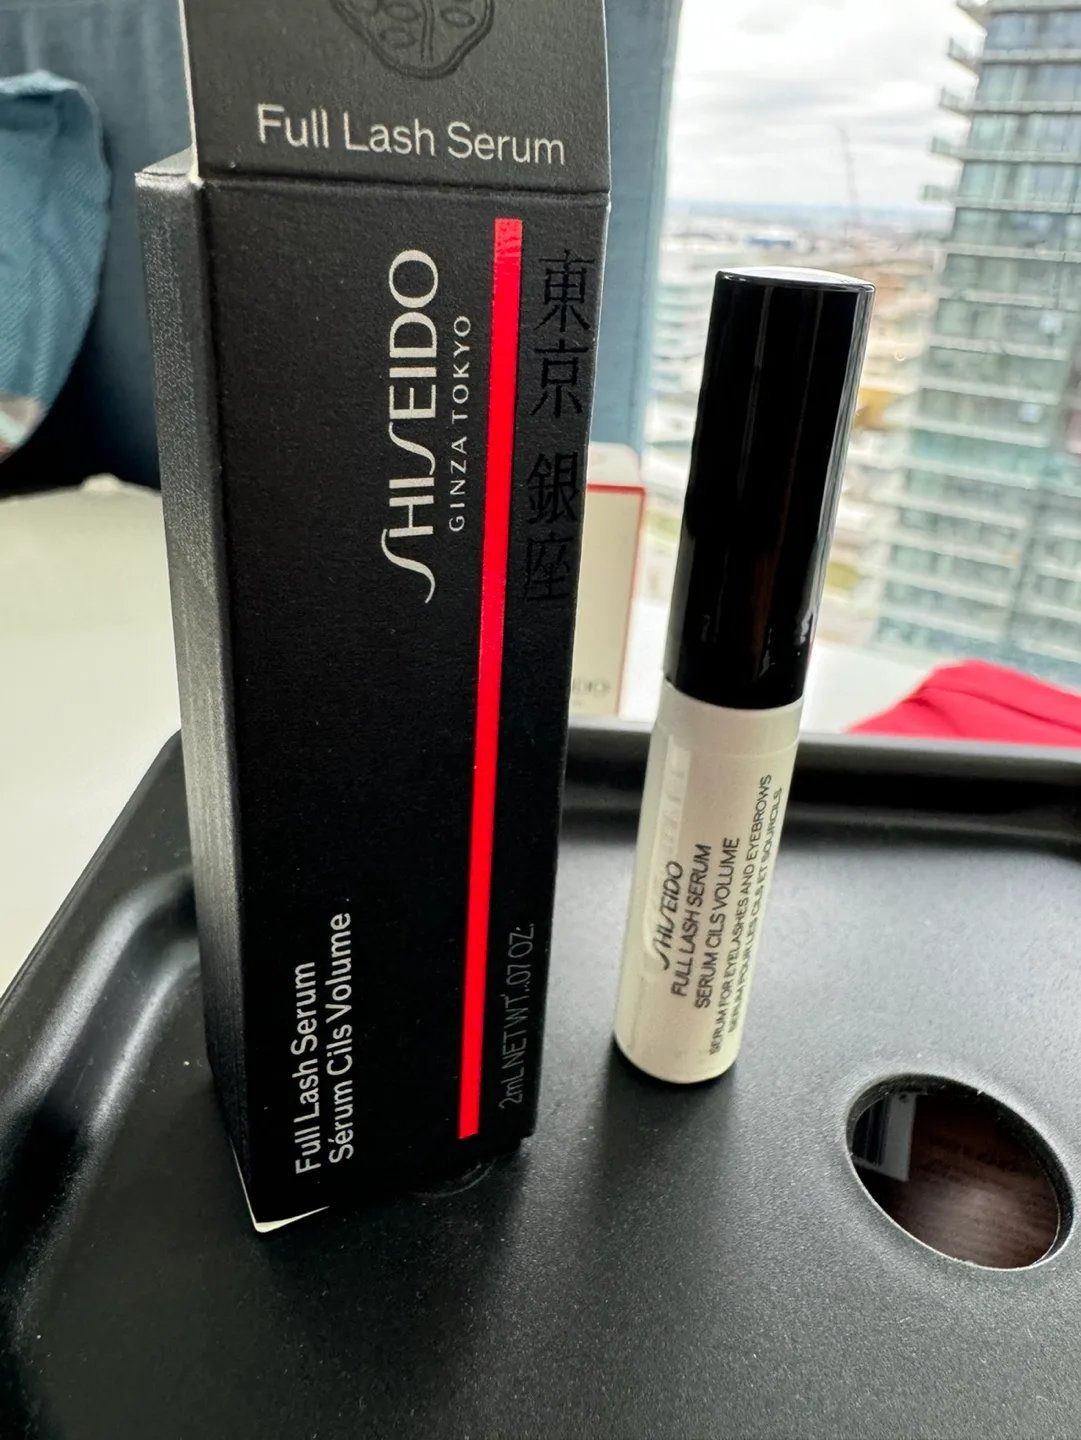 Full Lash Serum
SHISEIDO
GINZA TOKYO
東京 銀座
Full Lash Serum
Sérum Cils Volume
2mL NET WT. .07 OZ.
SHISEIDO
FULL LASH SERUM
SERUM CILS VOLUME
SERUM FOR EYELASHES AND EYEBROWS
SÉRUM POUR LES CILS ET SOURCILS